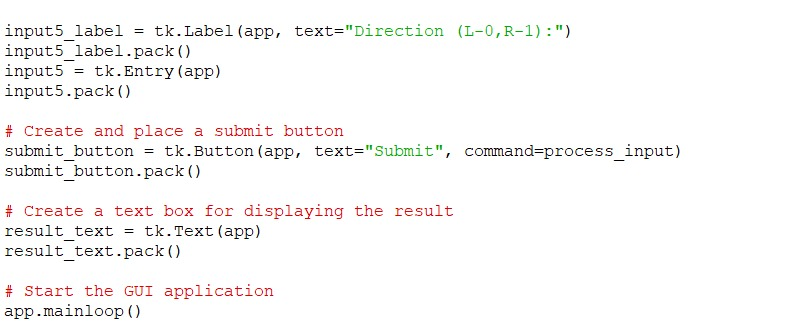 input5_label = tk.Label(app, text="Direction (L-0,R-1):")
input5_label.pack()
input5 = tk.Entry(app)
input5.pack()
# Create and place a submit button
submit_button = tk.Button(app, text="Submit", command=process_input)
submit_button.pack()
# Create a text box for displaying the result
result_text = tk.Text(app)
result_text.pack()
# Start the GUI application
app.mainloop()